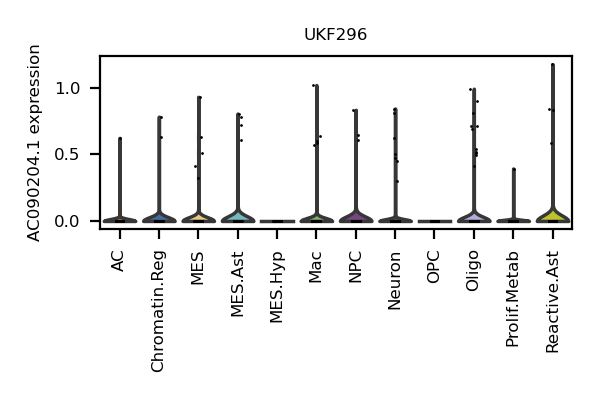 UKF296
AC090204.1 expression
1.0
0.5
0.0
AC
Chromatin.Reg
MES
MES.Ast
MES.Hyp
Mac
NPC
Neuron
OPC
Oligo
Prolif.Metab
Reactive.Ast